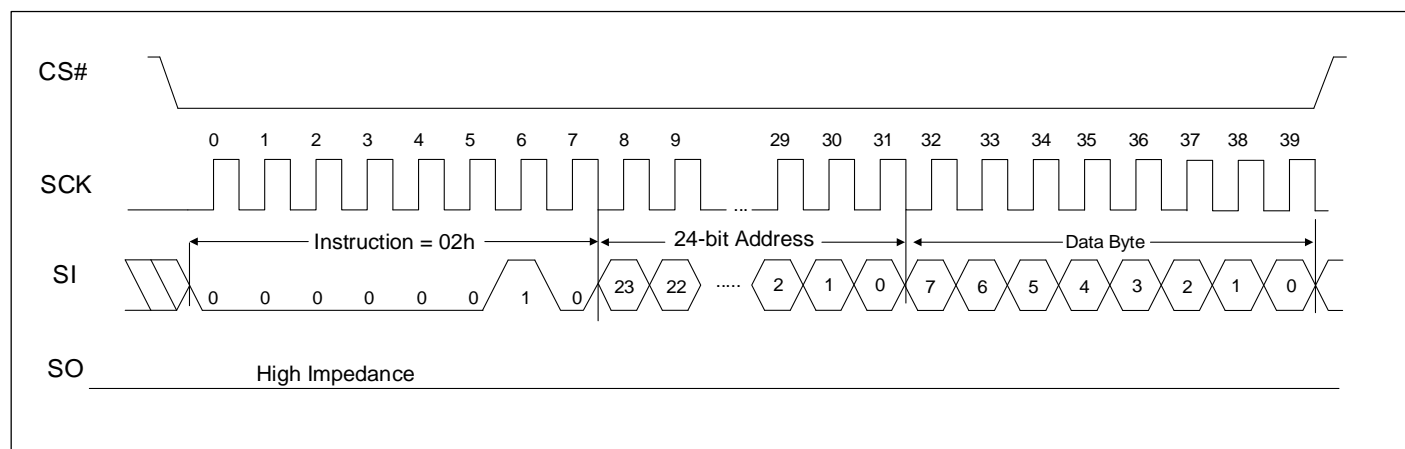 CS#
0 1 2 3 4 5 6 7 8 9 29 30 31 32 33 34 35 36 37 38 39
SCK
...
Instruction = 02h 24-bit Address Data Byte
SI
0 0 0 0 0 0 1 0 23 22 ..... 2 1 0 7 6 5 4 3 2 1 0
SO
High Impedance